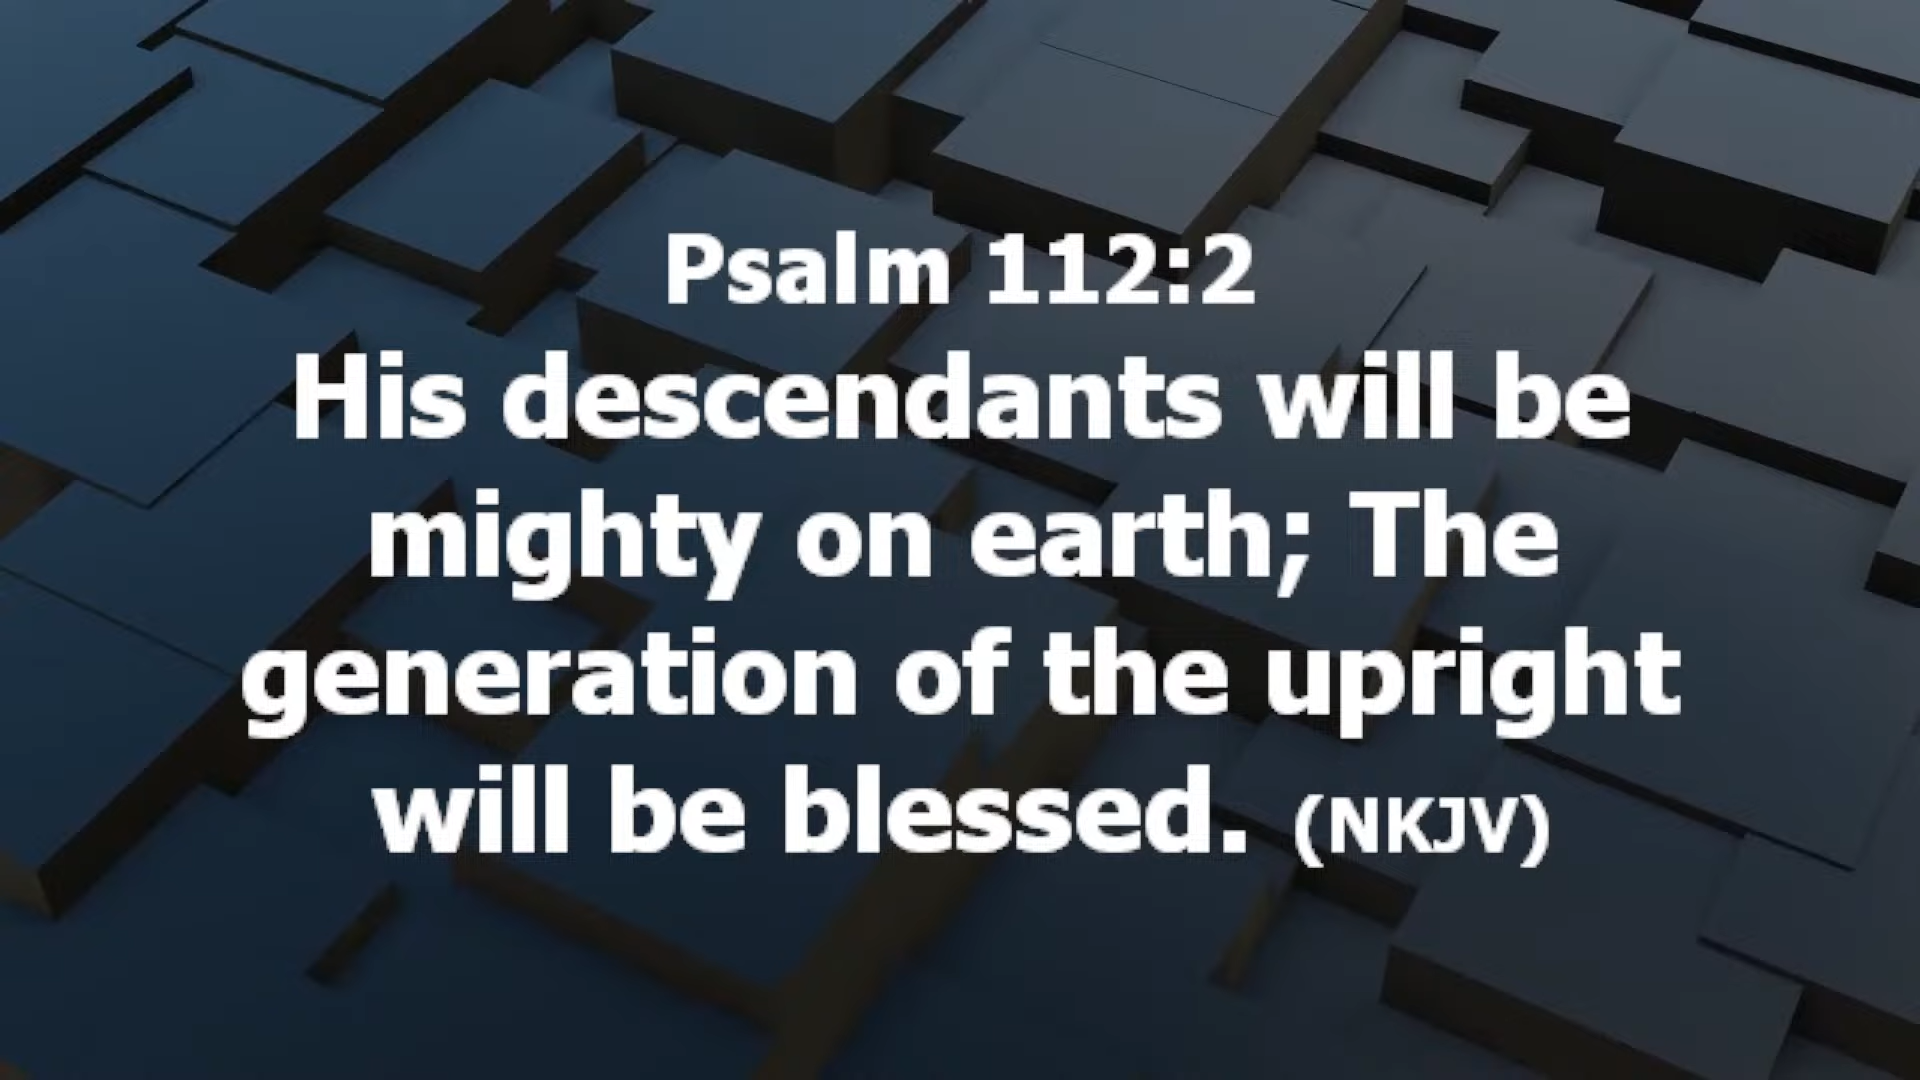 Psalm 112:2
His descendants will be
mighty on earth; The
generation of the upright
will be blessed. (NKJV)